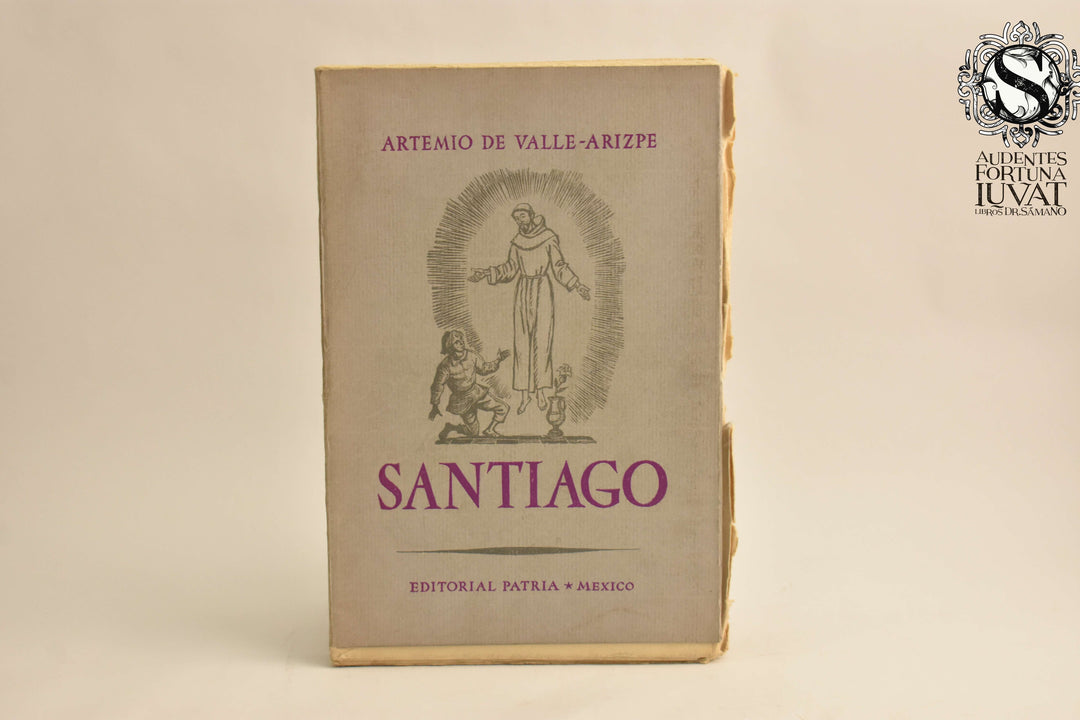 ARTEMIO DE VALLE-ARIZPE
SANTIAGO
EDITORIAL PATRIA ★ MEXICO
S
AUDENTES
FORTUNA
IUVAT
LIBROS DR. SÁMANO